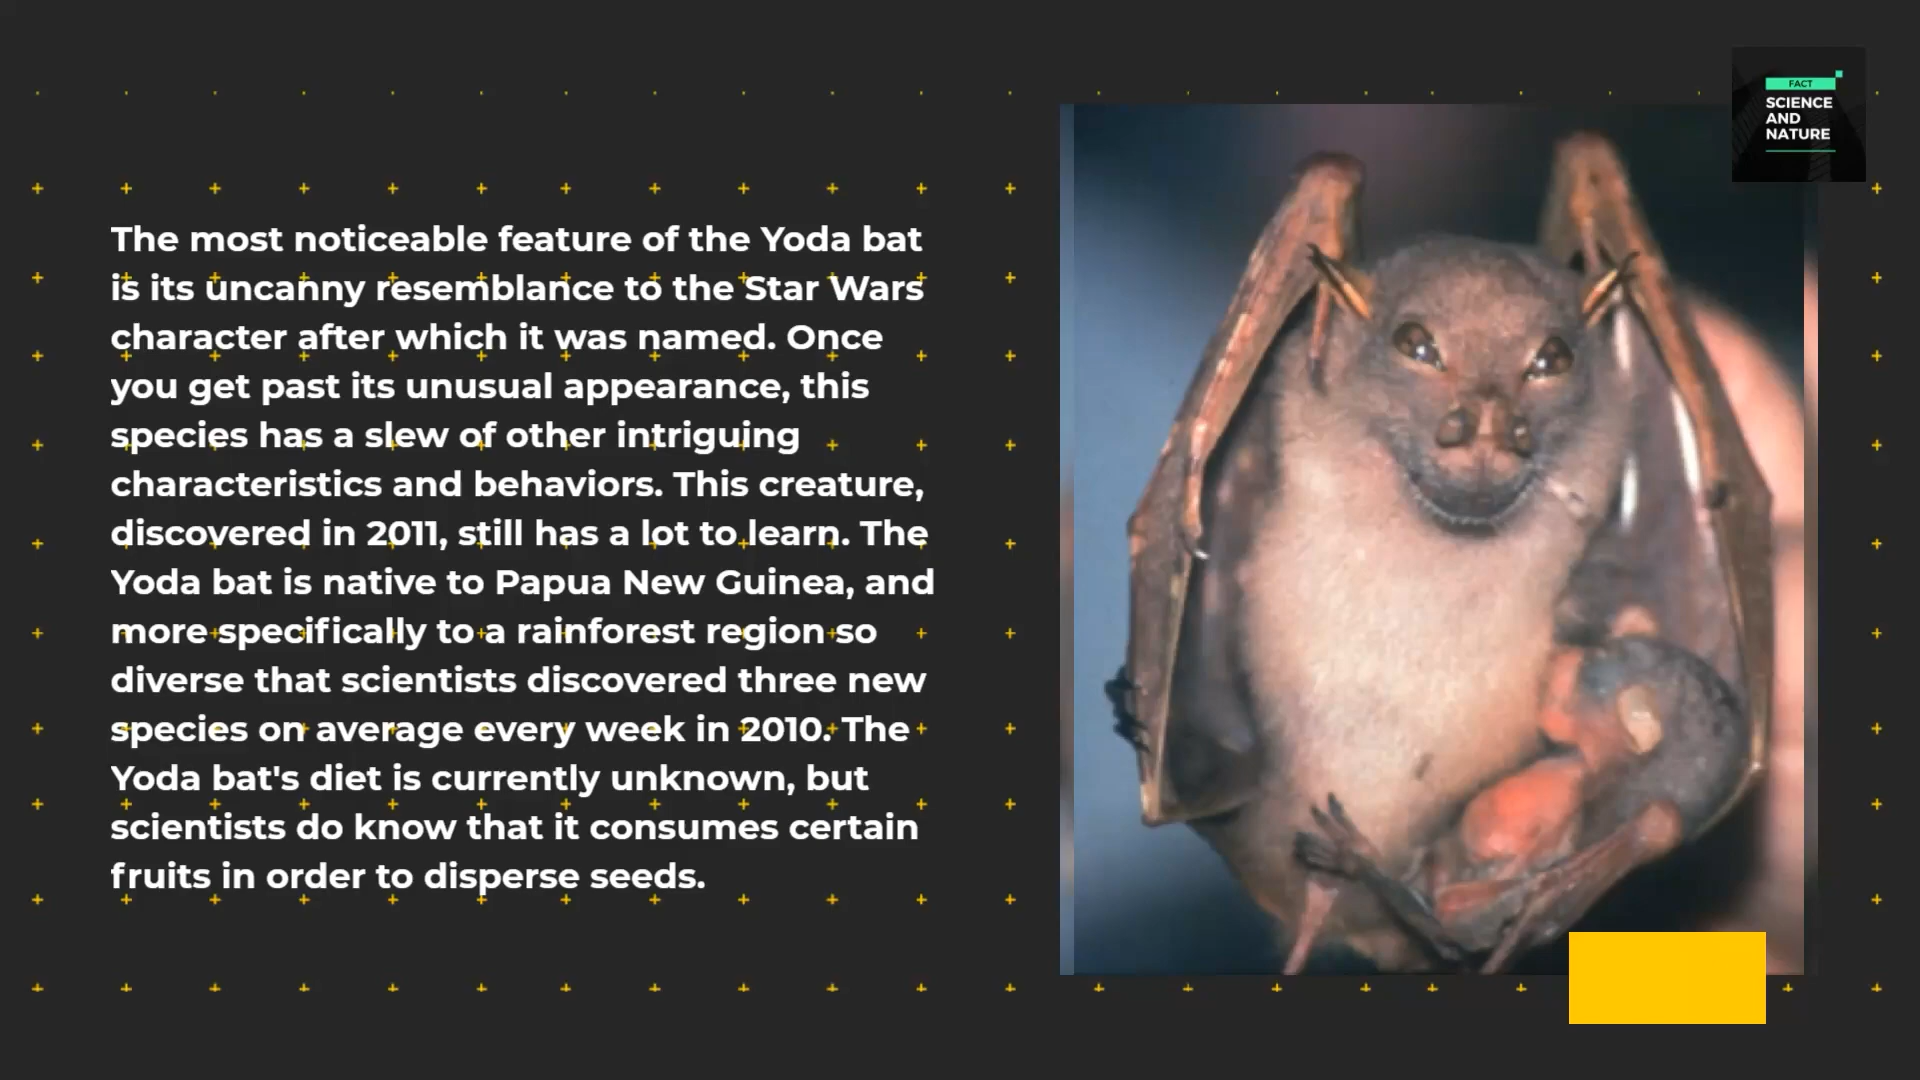 FACT
SCIENCE
AND
NATURE
The most noticeable feature of the Yoda bat
is its uncanny resemblance to the Star Wars
character after which it was named. Once
you get past its unusual appearance, this
species has a slew of other intriguing
characteristics and behaviors. This creature,
discovered in 2011, still has a lot to learn. The
Yoda bat is native to Papua New Guinea, and
more specifically to a rainforest region so
diverse that scientists discovered three new
species on average every week in 2010. The
Yoda bat's diet is currently unknown, but
scientists do know that it consumes certain
fruits in order to disperse seeds.